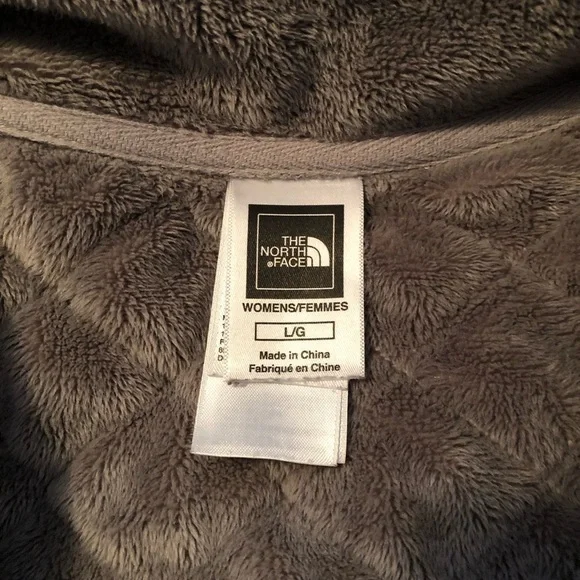 THE
NORTH
®FACE
WOMENS/FEMMES
L/G
Made in China
Fabriqué en Chine